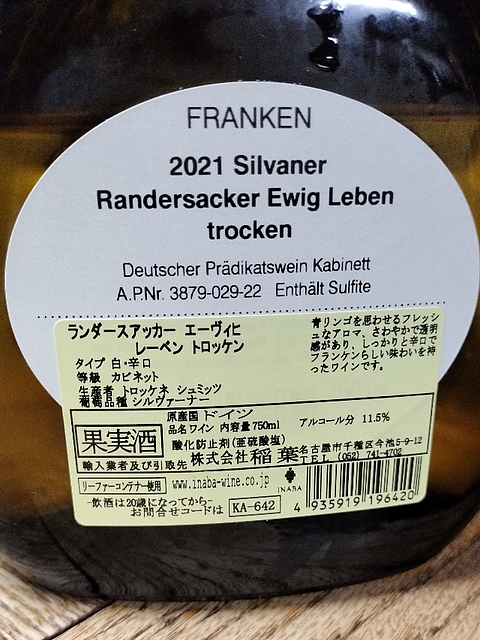 FRANKEN
2021 Silvaner
Randersacker Ewig Leben
trocken
Deutscher Prädikatswein Kabinett
A.P.Nr. 3879-029-22 Enthält Sulfite
ランダースアッカー エーヴィヒ
レーベン トロッケン
タイプ 白・辛口
等級 カビネット
生産者 トロッケネ シュミッツ
葡萄品種 シルヴァーナー
青リンゴを思わせるフレッシ
ュなアロマ、さわやかで透明
感があり、しっかりと辛口で
フランケンらしい味わいを持
ったワインです。
果実酒
原産国 ドイツ
品名 ワイン 内容量 750ml アルコール分 11.5%
酸化防止剤(亜硫酸塩)
輸入業者及び引取先 株式会社 稲葉 名古屋市千種区今池5-9-12
TEL (052) 741-4702
リーファーコンテナー使用 www.inaba-wine.co.jp INABA
飲酒は20歳になってから
お問合せコードは KA-642
4 935919 196420